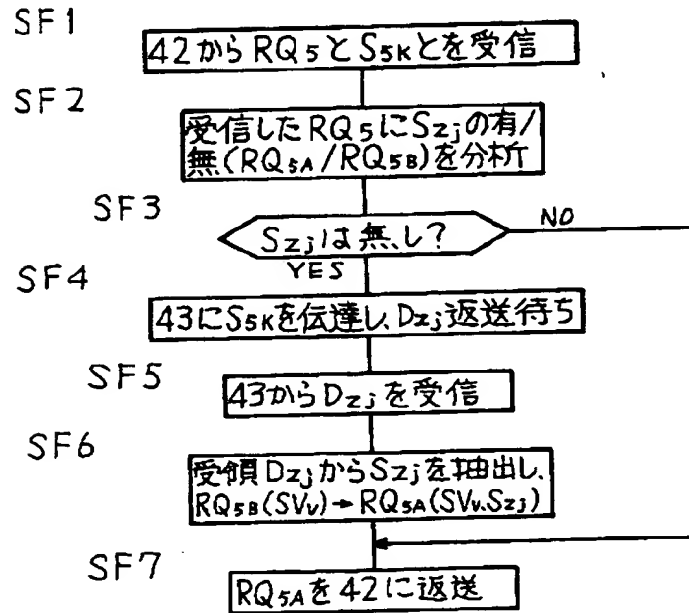 SF1
42からRQ5とS5Kとを受信
SF2
受信したRQ5にSzjの有/
無(RQ5A/RQ5B)を分析
SF3
Szjは無し?
NO
YES
SF4
43にS5Kを伝達し、Dzj返送待ち
SF5
43からDzjを受信
SF6
受領DzjからSzjを抽出し、
RQ5B(SVv)→RQ5A(SVv.Szj)
SF7
RQ5Aを42に返送